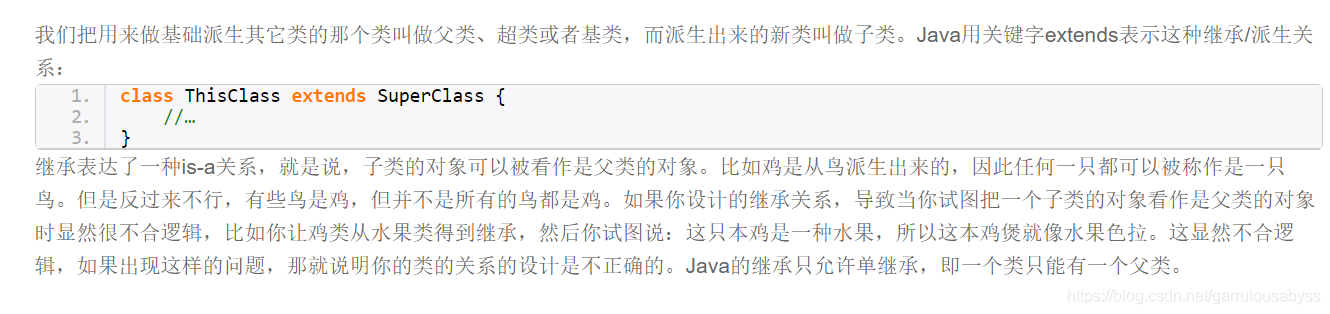 我们把用来做基础派生其它类的那个类叫做父类、超类或者基类，而派生出来的新类叫做子类。Java用关键字extends表示这种继承/派生关
系：
1. class ThisClass extends SuperClass {
2. //…
3. }
继承表达了一种is-a关系，就是说，子类的对象可以被看作是父类的对象。比如鸡是从鸟派生出来的，因此任何一只都可以被称作是一只
鸟。但是反过来不行，有些鸟是鸡，但并不是所有的鸟都是鸡。如果你设计的继承关系，导致当你试图把一个子类的对象看作是父类的对象
时显然很不合逻辑，比如你让鸡类从水果类得到继承，然后你试图说：这只本鸡是一种水果，所以这本鸡煲就像水果色拉。这显然不合逻
辑，如果出现这样的问题，那就说明你的类的关系的设计是不正确的。Java的继承只允许单继承，即一个类只能有一个父类。
https://blog.csdn.net/garrulousabyss